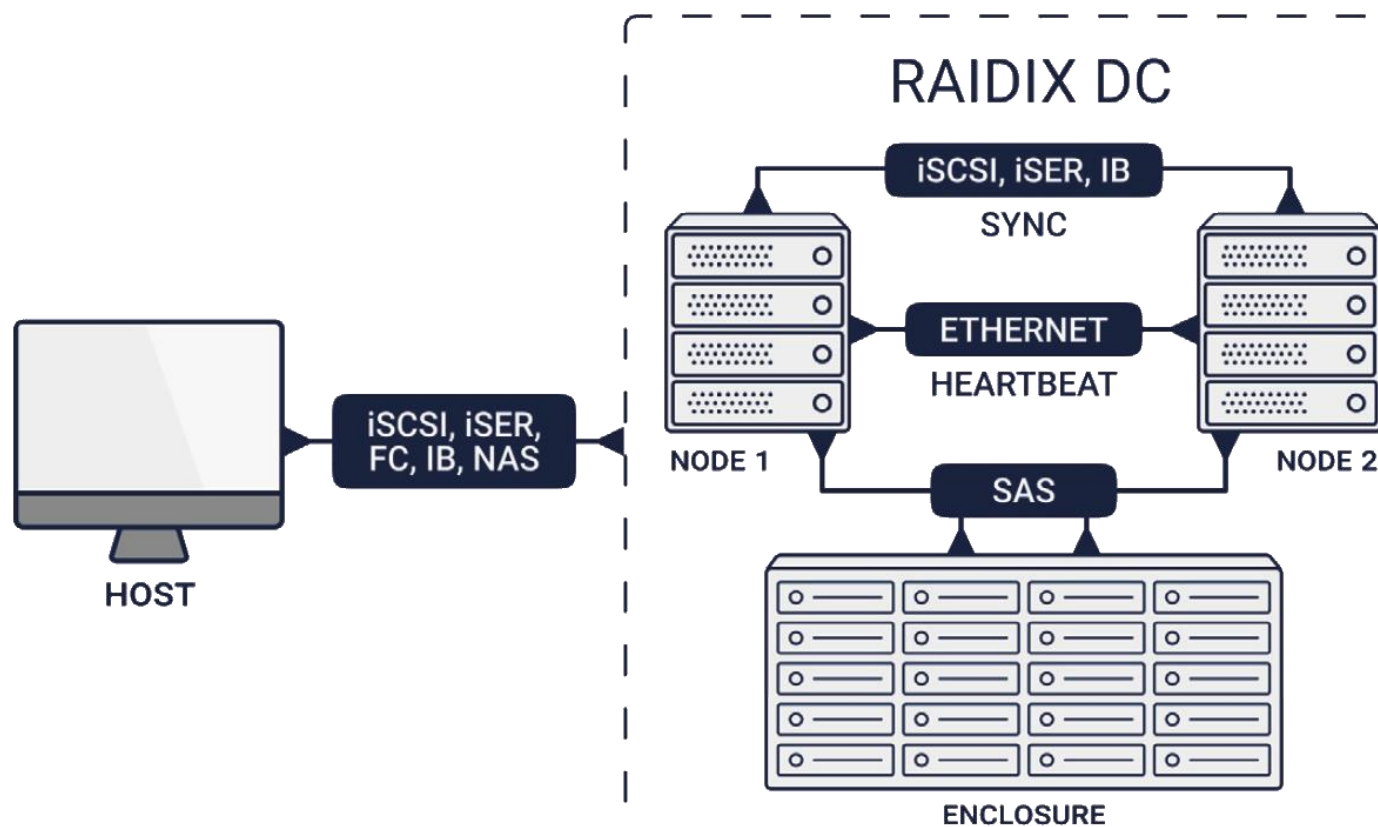 RAIDIX DC
iSCSI, iSER, IB
SYNC
ETHERNET
HEARTBEAT
iSCSI, iSER,
FC, IB, NAS
NODE 1
NODE 2
SAS
HOST
ENCLOSURE